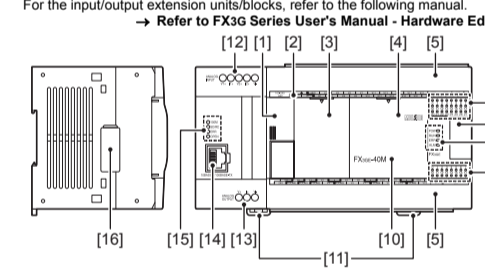 For the input/output extension units/blocks, refer to the following manual.
→ Refer to FX3G Series User's Manual - Hardware Ed
[12] [1] [2] [3] [4] [5]
FX3GE-40M
[16] [15] [14] [13] [11] [10] [5]